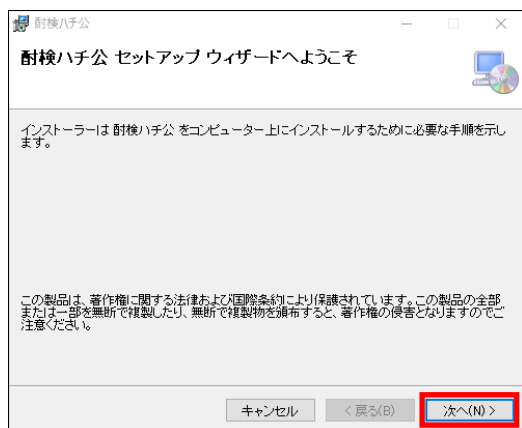 酎検ハチ公
酎検ハチ公 セットアップ ウィザードへようこそ
インストーラーは 酎検ハチ公 をコンピューター上にインストールするために必要な手順を示し
ます。
この製品は、著作権に関する法律および国際条約により保護されています。この製品の全部
または一部を無断で複製したり、無断で複製物を頒布すると、著作権の侵害となりますのでご
注意ください。
キャンセル
< 戻る(B)
次へ(N) >